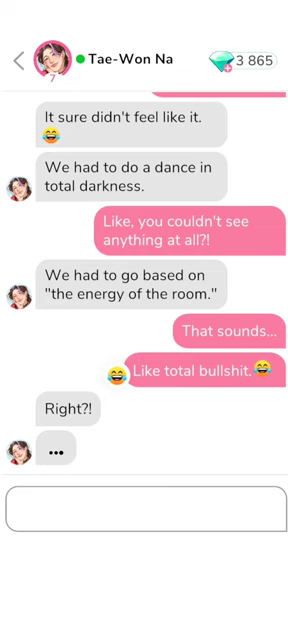 Tae-Won Na
3 865
7
It sure didn't feel like it.
😂
We had to do a dance in
total darkness.
Like, you couldn't see
anything at all?!
We had to go based on
"the energy of the room."
That sounds...
Like total bullshit.😂
Right?!
...